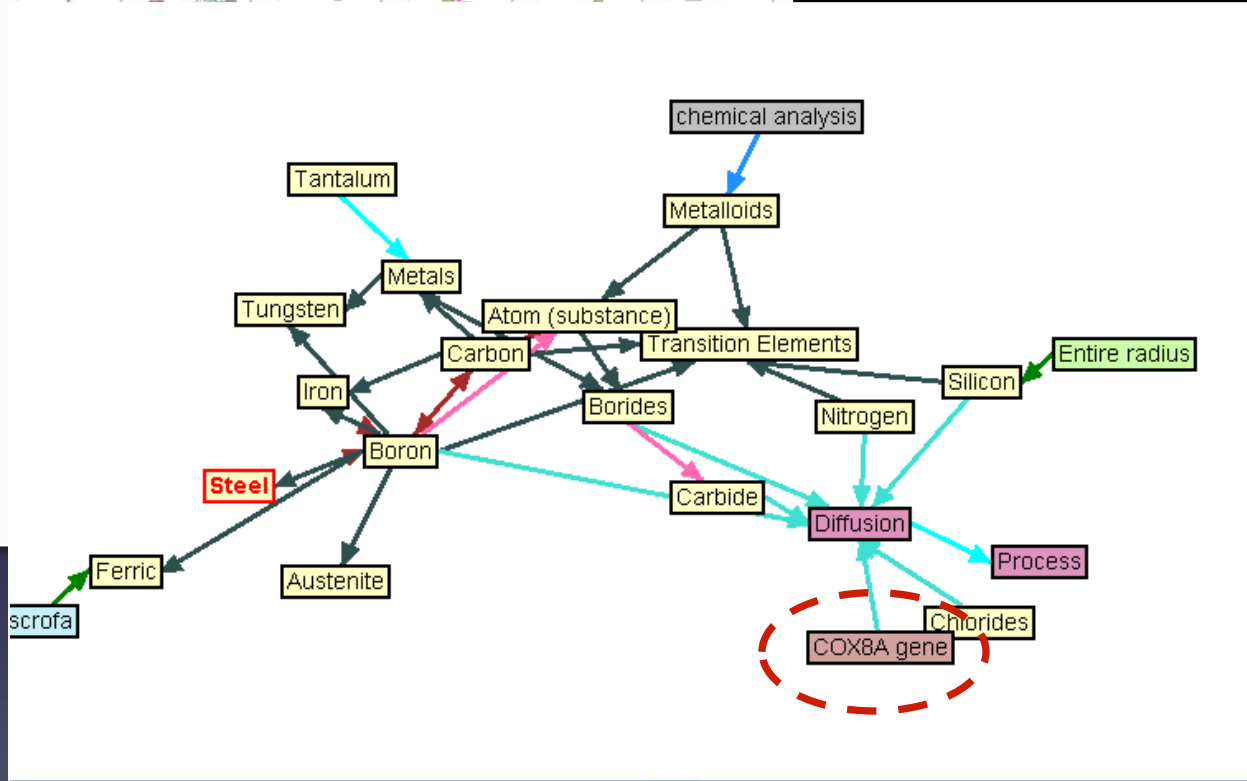 chemical analysis
Tantalum
Metalloids
Metals
Tungsten
Atom (substance)
Transition Elements
Carbon
Entire radius
Iron
Silicon
Borides
Nitrogen
Boron
Steel
Carbide
Diffusion
Process
Ferric
Austenite
scrofa
Chlorides
COX8A gene